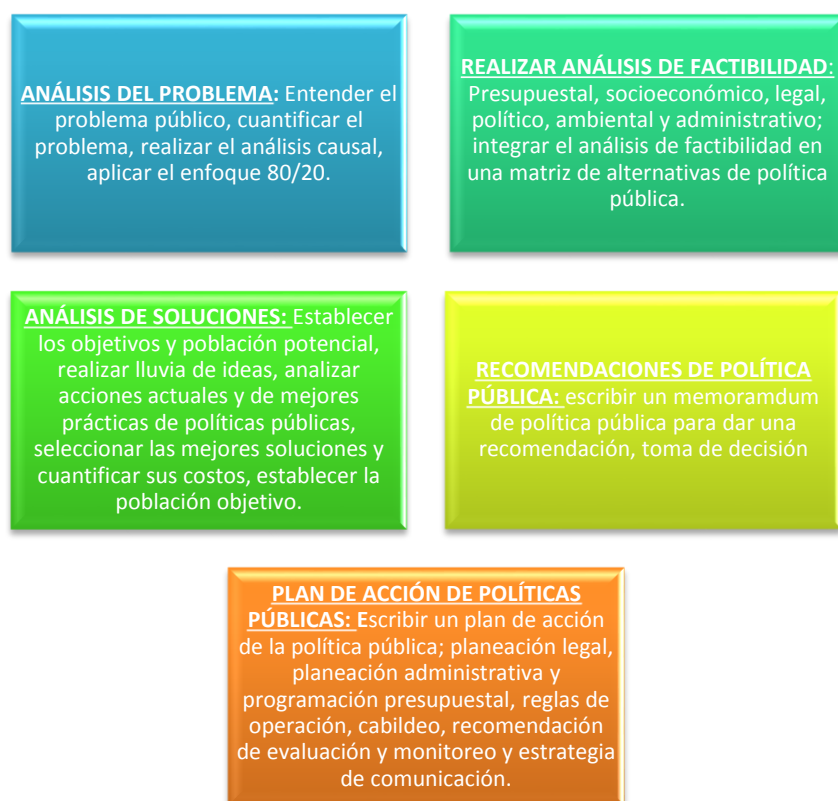 ANÁLISIS DEL PROBLEMA: Entender el
problema público, cuantificar el
problema, realizar el análisis causal,
aplicar el enfoque 80/20.
REALIZAR ANÁLISIS DE FACTIBILIDAD:
Presupuestal, socioeconómico, legal,
político, ambiental y administrativo;
integrar el análisis de factibilidad en
una matriz de alternativas de política
pública.
ANÁLISIS DE SOLUCIONES: Establecer
los objetivos y población potencial,
realizar lluvia de ideas, analizar
acciones actuales y de mejores
prácticas de políticas públicas,
seleccionar las mejores soluciones y
cuantificar sus costos, establecer la
población objetivo.
RECOMENDACIONES DE POLÍTICA
PÚBLICA: escribir un memoramdum
de política pública para dar una
recomendación, toma de decisión
PLAN DE ACCIÓN DE POLÍTICAS
PÚBLICAS: Escribir un plan de acción
de la política pública; planeación legal,
planeación administrativa y
programación presupuestal, reglas de
operación, cabildeo, recomendación
de evaluación y monitoreo y estrategia
de comunicación.